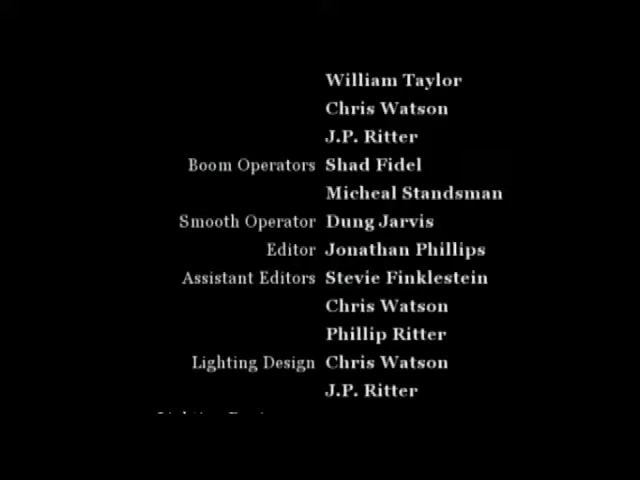 William Taylor
Chris Watson
J.P. Ritter
Boom Operators Shad Fidel
Micheal Standsman
Smooth Operator Dung Jarvis
Editor Jonathan Phillips
Assistant Editors Stevie Finklestein
Chris Watson
Phillip Ritter
Lighting Design Chris Watson
J.P. Ritter